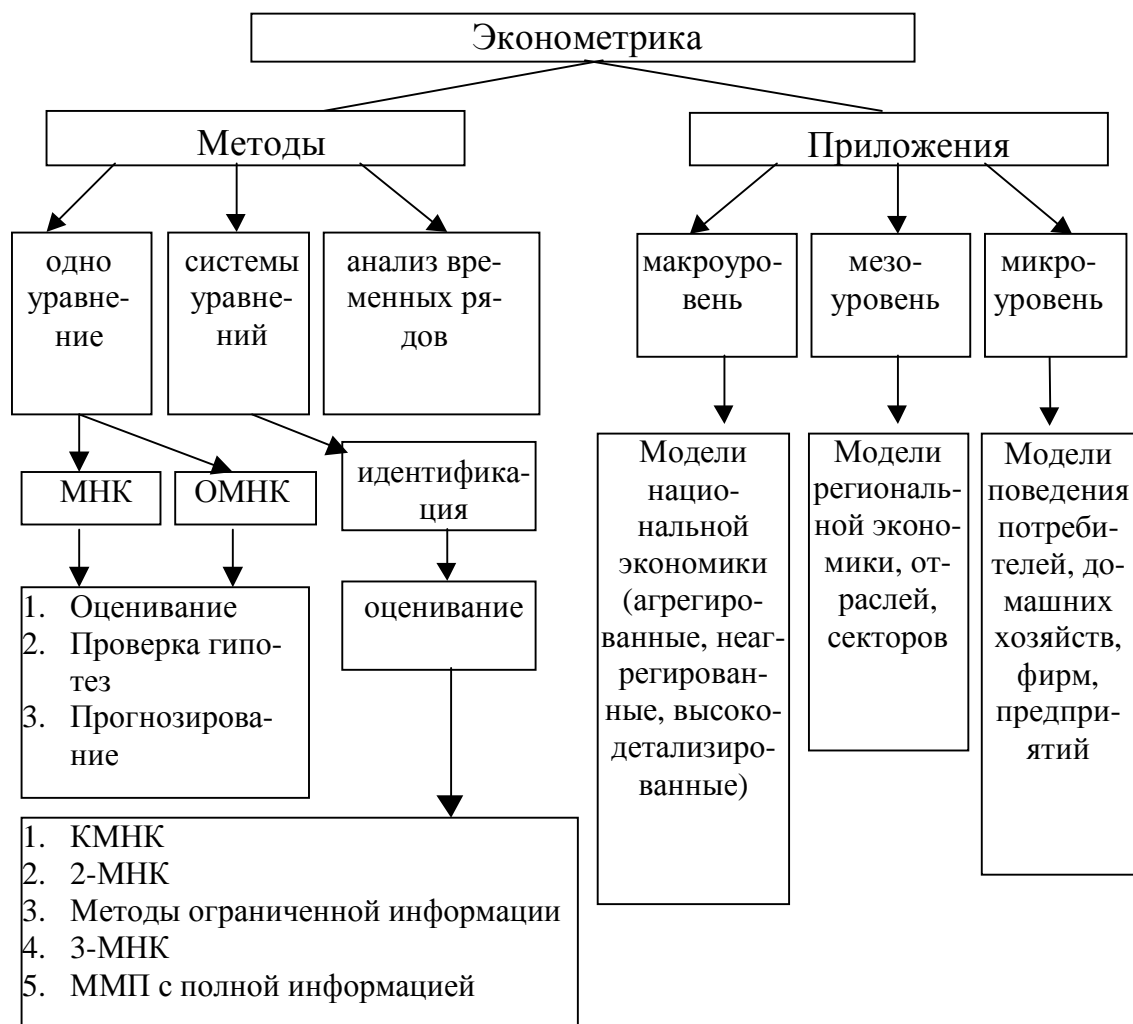 Эконометрика
Методы
Приложения
одно
уравне-
ние
системы
уравне-
ний
анализ вре-
менных ря-
дов
макроуро-
вень
мезо-
уровень
микро-
уровень
МНК
ОМНК
идентифика-
ция
1. Оценивание
2. Проверка гипо-
тез
3. Прогнозирова-
ние
оценивание
1. КМНК
2. 2-МНК
3. Методы ограниченной информации
4. 3-МНК
5. ММП с полной информацией
Модели
нацио-
нальной
экономики
(агрегиро-
ванные, неаг-
регирован-
ные, высоко-
детализиро-
ванные)
Модели
региональ-
ной эконо-
мики, от-
раслей,
секторов
Модели
поведения
потреби-
телей, до-
машних
хозяйств,
фирм,
предпри-
ятий